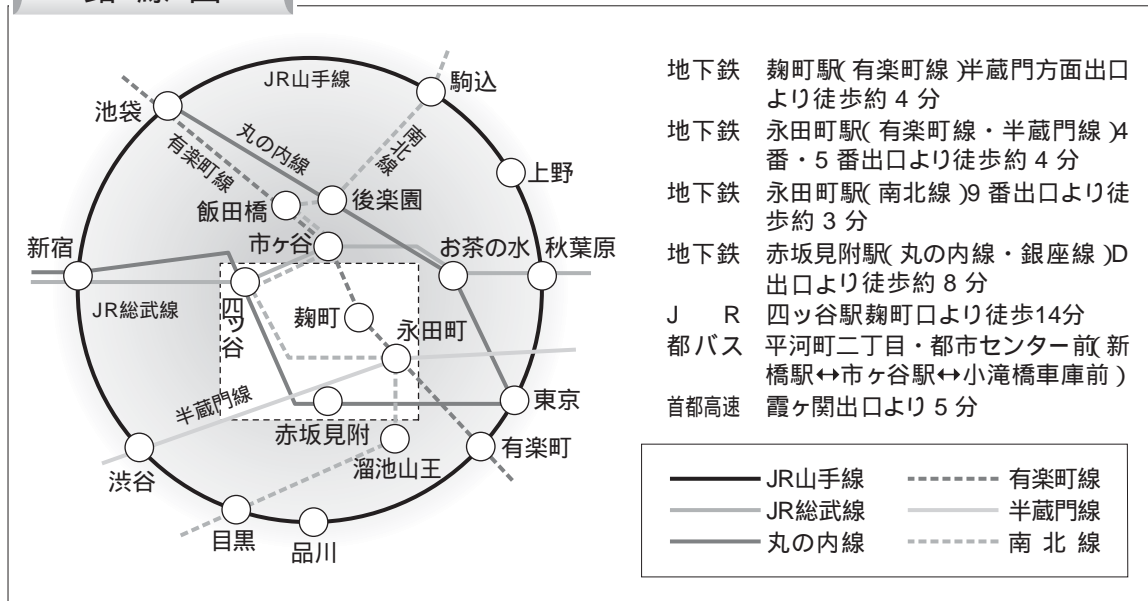 路 線 図
JR山手線
駒込
池袋
丸の内線
南北線
有楽町線
上野
飯田橋
後楽園
新宿
市ヶ谷
お茶の水
秋葉原
JR総武線
四ッ谷
麹町
永田町
半蔵門線
東京
赤坂見附
有楽町
溜池山王
渋谷
目黒
品川
地下鉄 麹町駅(有楽町線)半蔵門方面出口
より徒歩約 4 分
地下鉄 永田町駅(有楽町線・半蔵門線)4
番・5 番出口より徒歩約 4 分
地下鉄 永田町駅(南北線)9 番出口より徒
歩約 3 分
地下鉄 赤坂見附駅(丸の内線・銀座線)D
出口より徒歩約 8 分
J R 四ッ谷駅麹町口より徒歩14分
都バス 平河町二丁目・都市センター前(新
橋駅↔市ヶ谷駅↔小滝橋車庫前)
首都高速 霞ヶ関出口より 5 分
JR山手線
有楽町線
JR総武線
半蔵門線
丸の内線
南 北 線